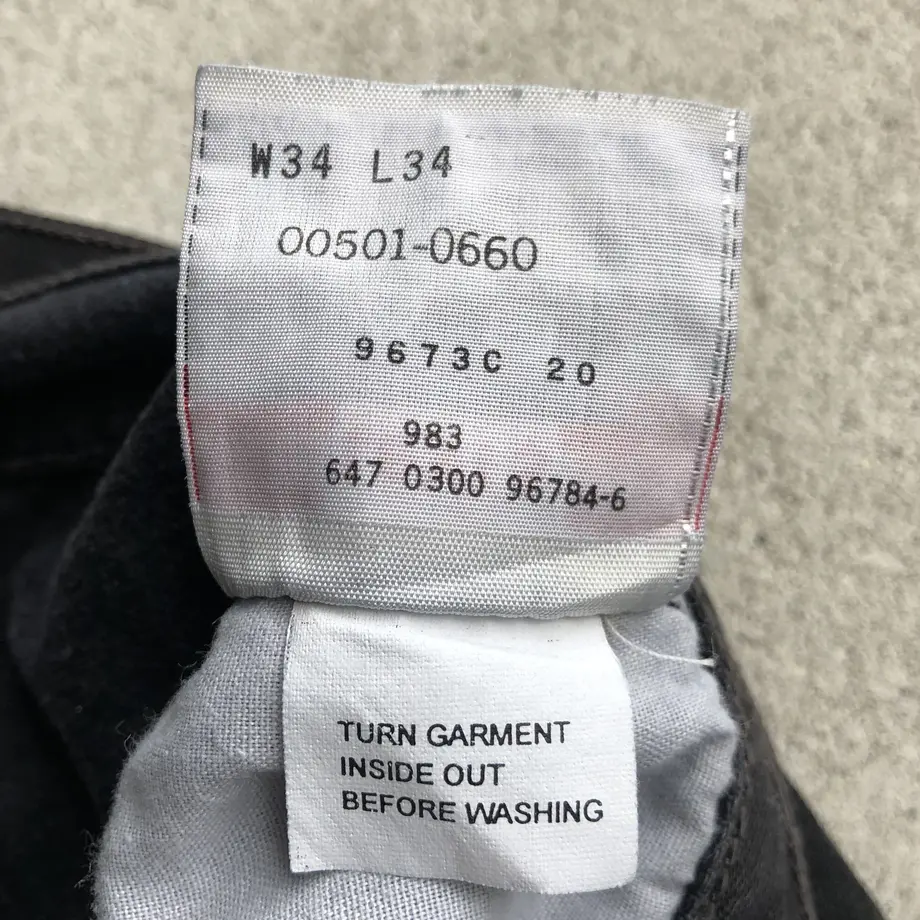 W34 L34
00501-0660
9673C 20
983
647 0300 96784-6
TURN GARMENT
INSIDE OUT
BEFORE WASHING